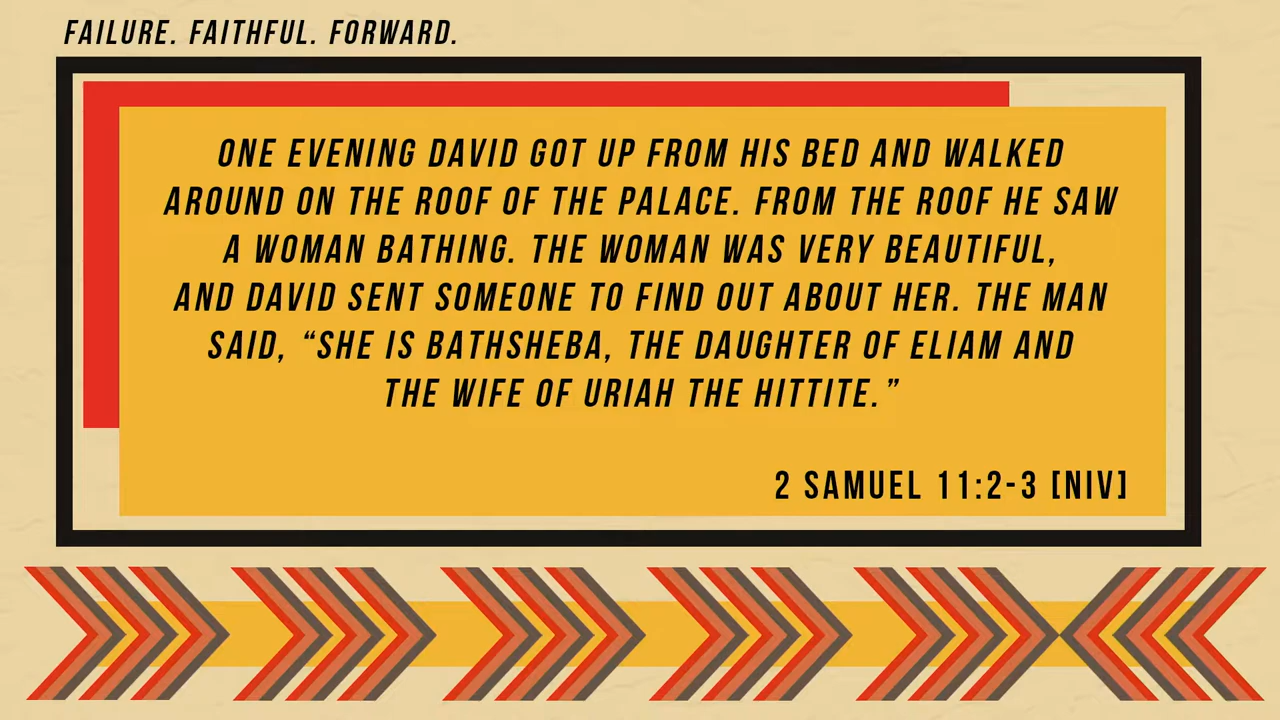 FAILURE. FAITHFUL. FORWARD.
ONE EVENING DAVID GOT UP FROM HIS BED AND WALKED
AROUND ON THE ROOF OF THE PALACE. FROM THE ROOF HE SAW
A WOMAN BATHING. THE WOMAN WAS VERY BEAUTIFUL,
AND DAVID SENT SOMEONE TO FIND OUT ABOUT HER. THE MAN
SAID, “SHE IS BATHSHEBA, THE DAUGHTER OF ELIAM AND
THE WIFE OF URIAH THE HITTITE.”
2 SAMUEL 11:2-3 [NIV]